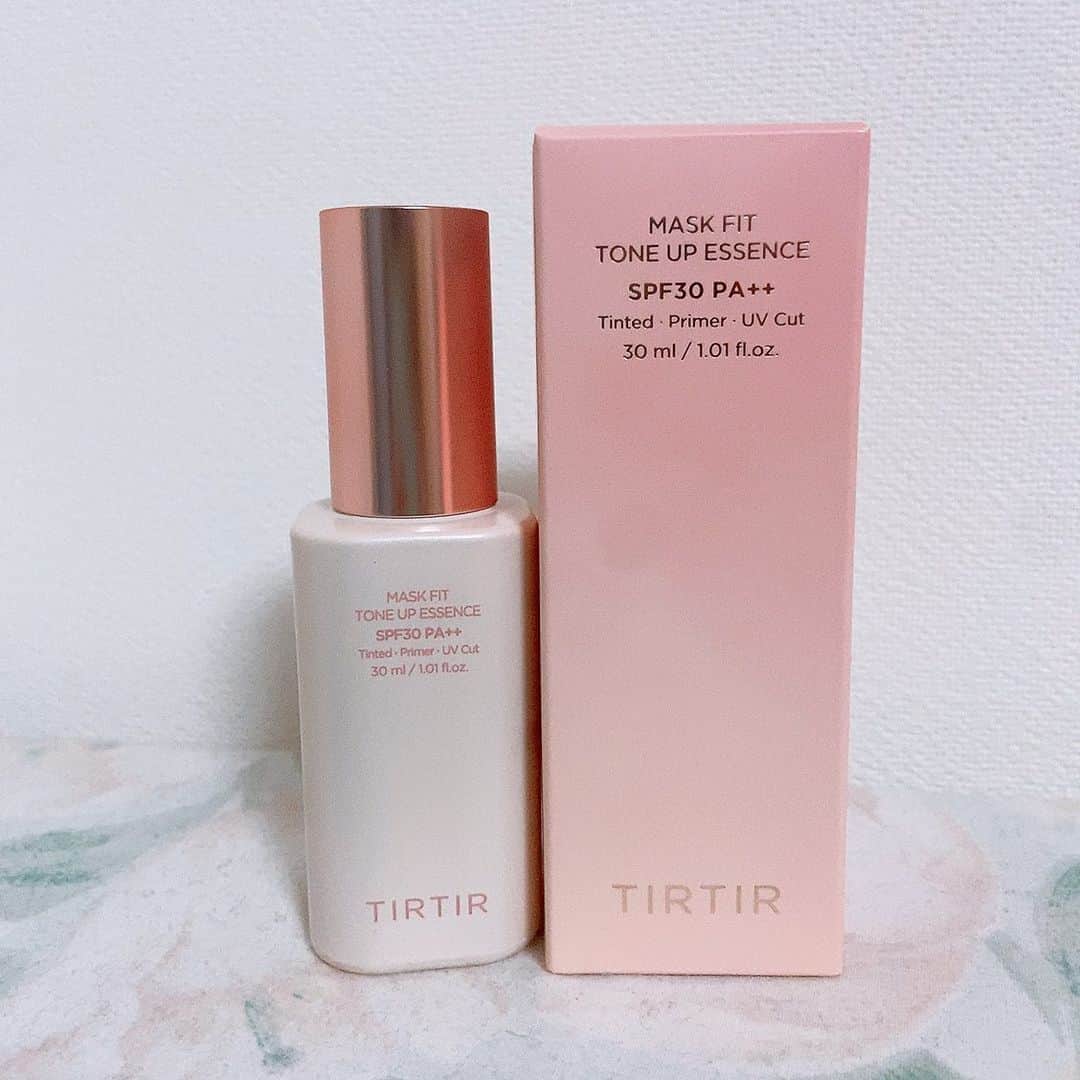 MASK FIT
TONE UP ESSENCE
SPF30 PA++
Tinted · Primer · UV Cut
30 ml / 1.01 fl.oz.
TIRTIR
MASK FIT
TONE UP ESSENCE
SPF30 PA++
Tinted · Primer · UV Cut
30 ml / 1.01 fl.oz.
TIRTIR